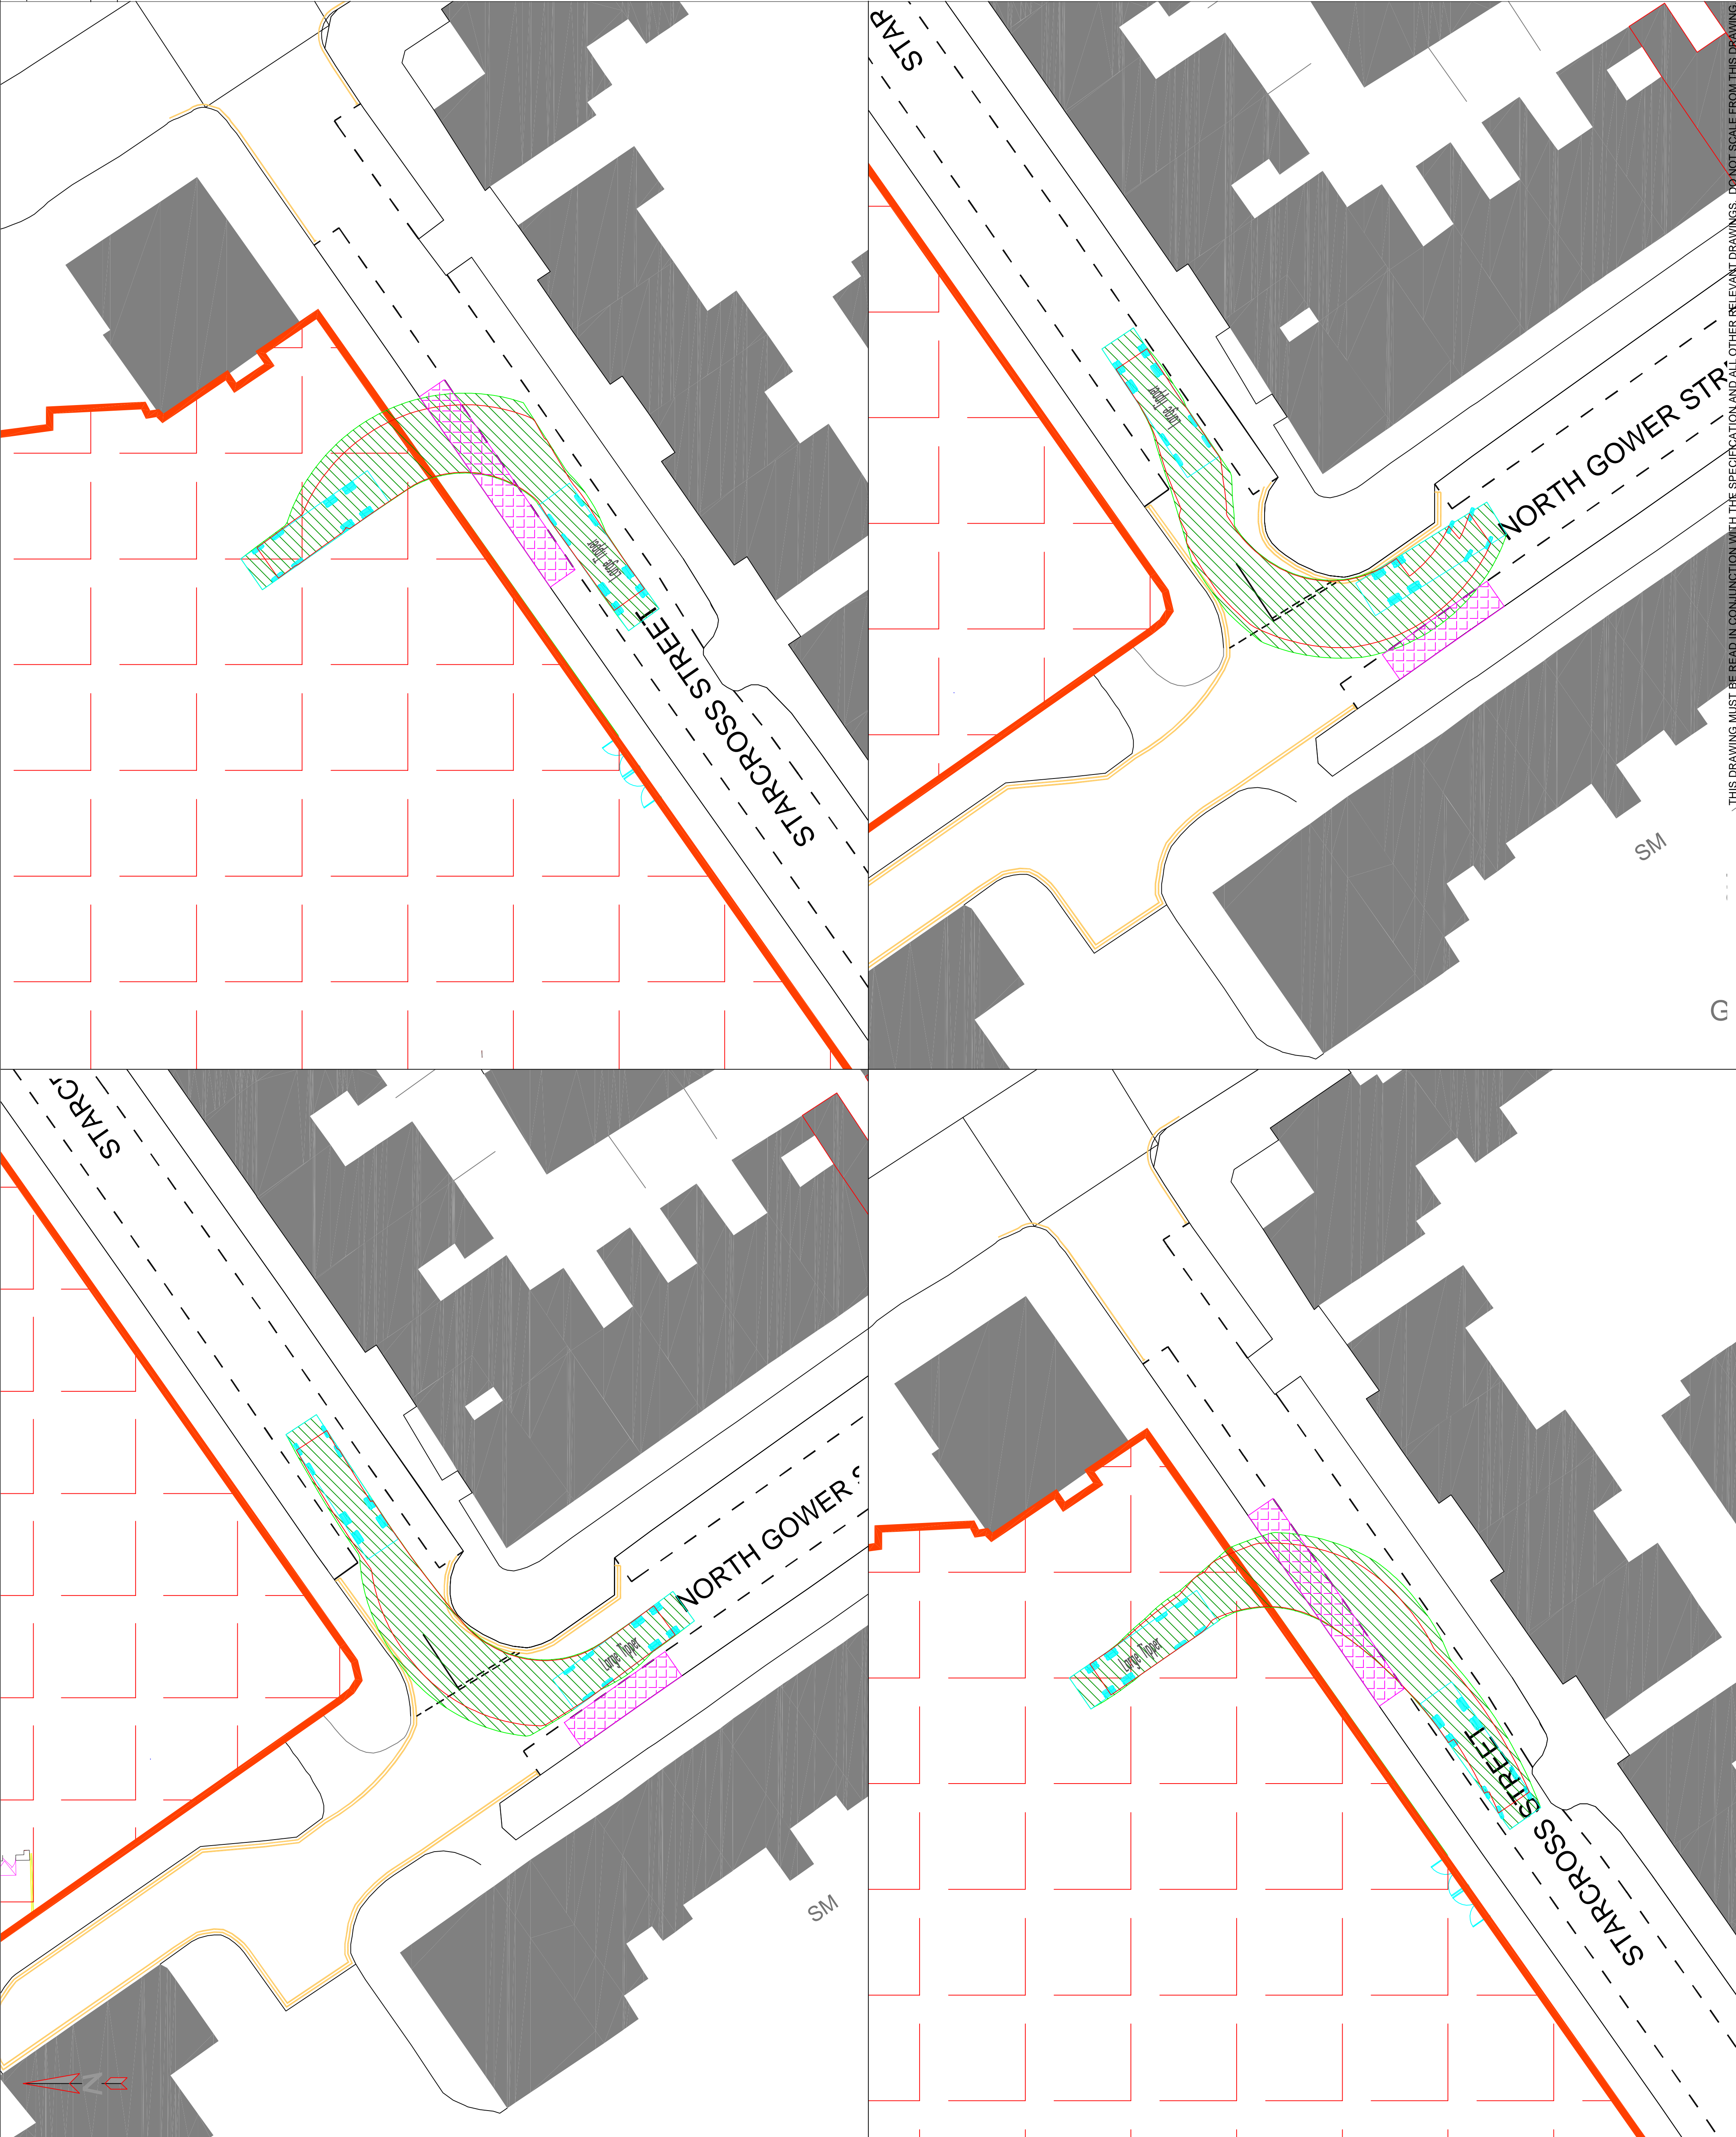 STAR
Large Tipper
STARCROSS STREET
Large Tipper
NORTH GOWER STR
SM
G
THIS DRAWING MUST BE READ IN CONJUNCTION WITH THE SPECIFICATION AND ALL OTHER RELEVANT DRAWINGS. DO NOT SCALE FROM THIS DRAWING
STARC
NORTH GOWER S
Large Tipper
SM
N
Large Tipper
STARCROSS STREET